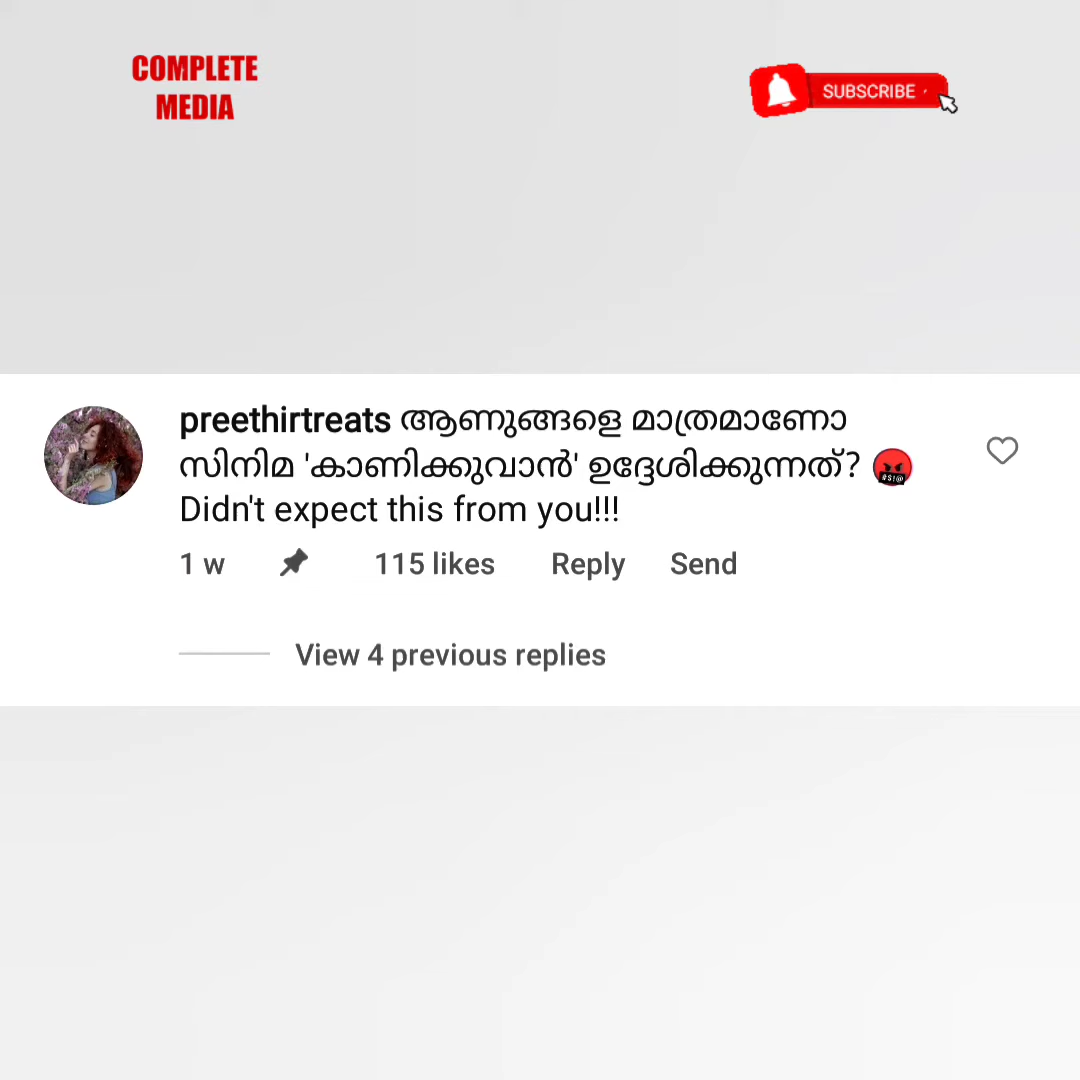 COMPLETE
MEDIA
SUBSCRIBE
preethirtreats ആണുങ്ങളെ മാത്രമാണോ
സിനിമ 'കാണിക്കുവാൻ' ഉദ്ദേശിക്കുന്നത്? 🤬
Didn't expect this from you!!!
1 w 115 likes Reply Send
View 4 previous replies